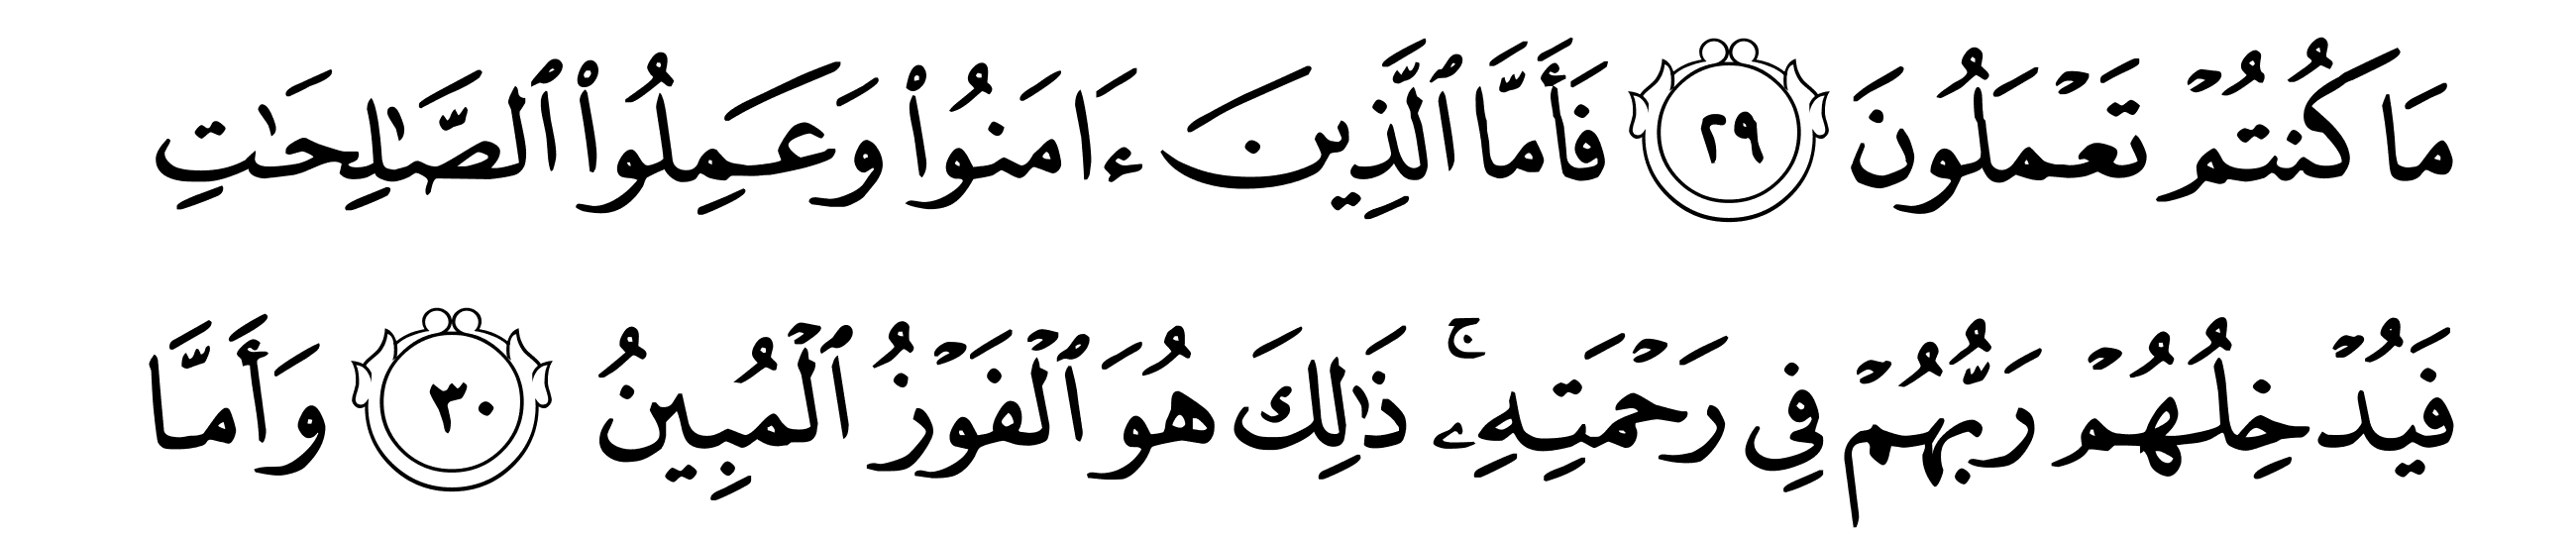 مَا كُنتُمْ تَعْمَلُونَ ٢٩ فَأَمَّا ٱلَّذِينَ ءَامَنُوا۟ وَعَمِلُوا۟ ٱلصَّـٰلِحَـٰتِ
فَيُدْخِلُهُمْ رَبُّهُمْ فِي رَحْمَتِهِۦ ۚ ذَٰلِكَ هُوَ ٱلْفَوْزُ ٱلْمُبِينُ ٣٠ وَأَمَّا